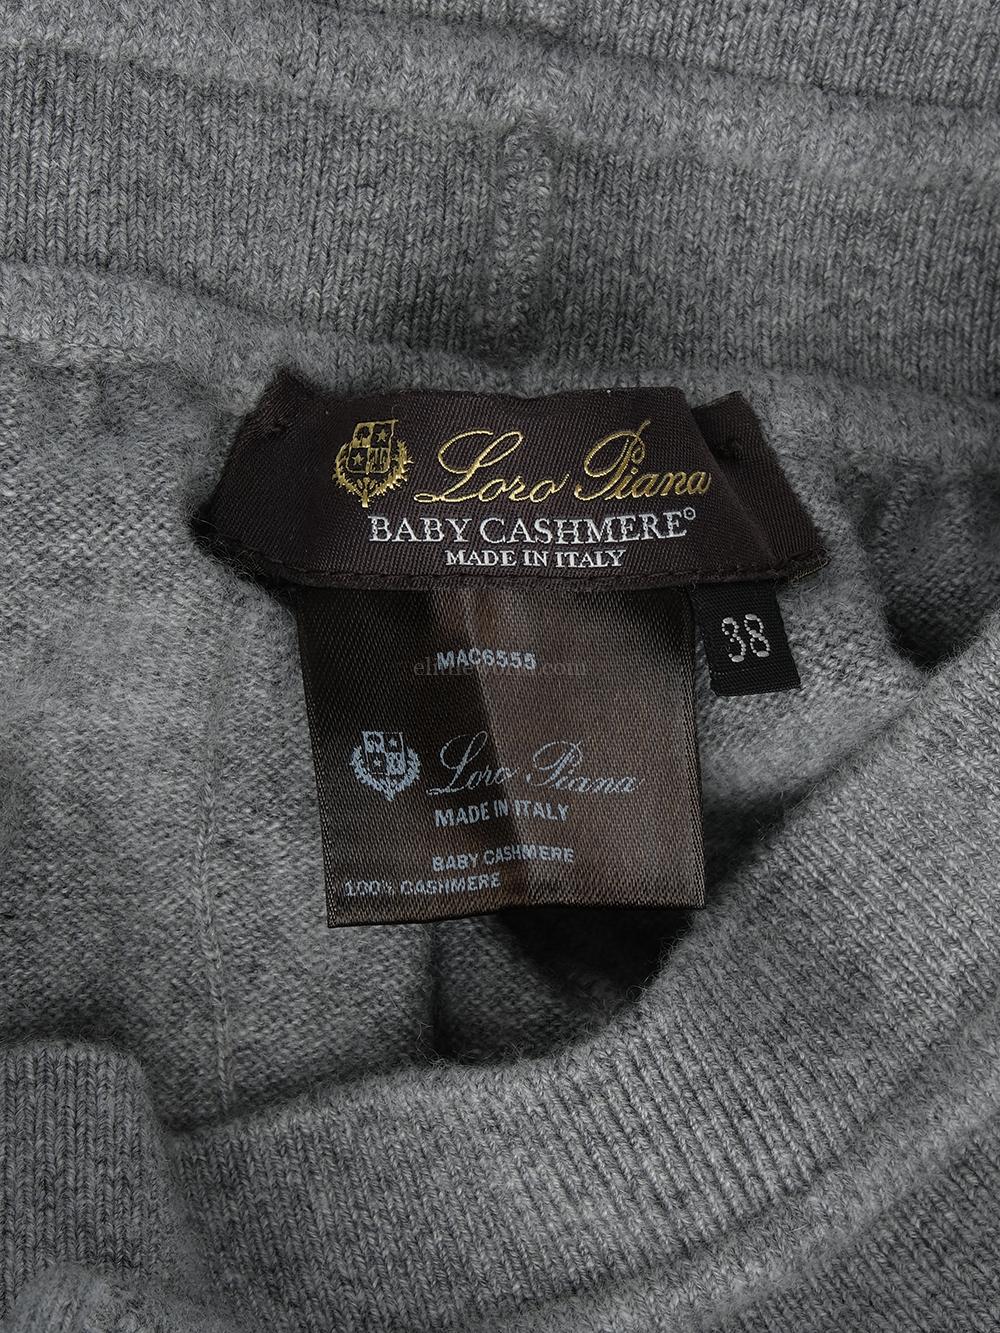 Loro Piana
BABY CASHMERE®
MADE IN ITALY
38
MAC6555
Loro Piana
MADE IN ITALY
BABY CASHMERE
100% CASHMERE